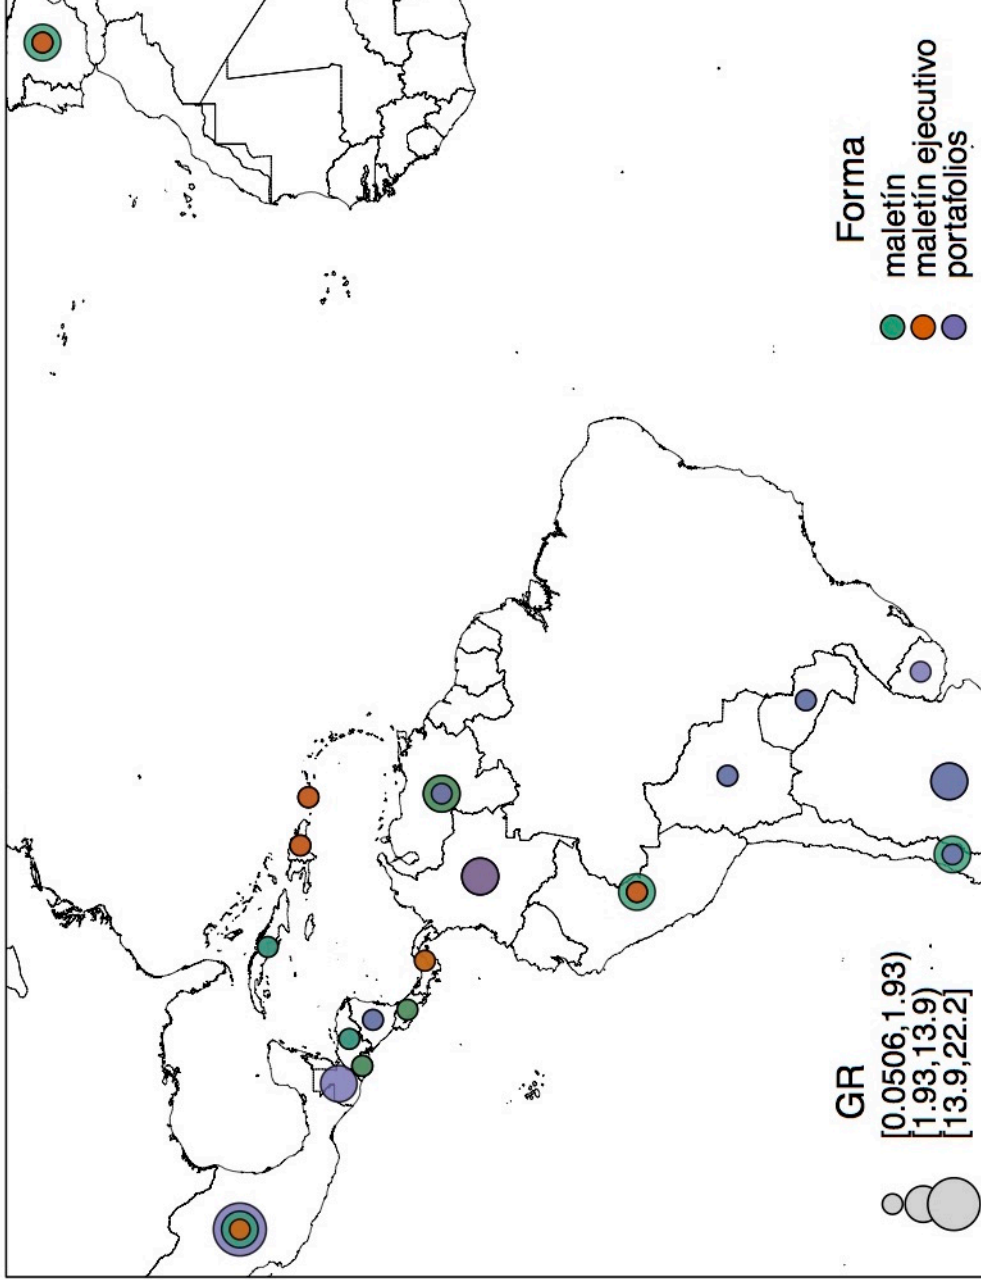 GR
[0.0506,1.93)
[1.93,13.9)
[13.9,22.2]
Forma
maletín
maletín ejecutivo
portafolios